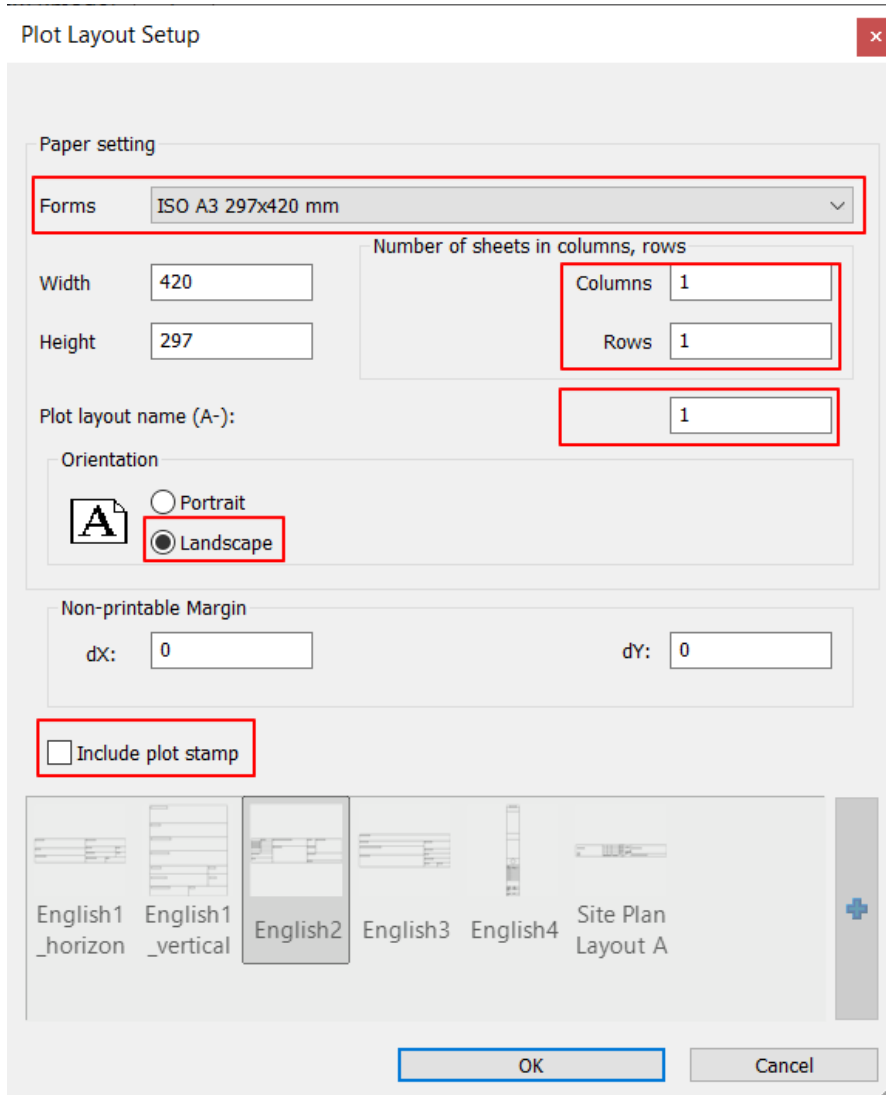 Plot Layout Setup
Paper setting
Forms ISO A3 297x420 mm
Number of sheets in columns, rows
Width 420 Columns 1
Height 297 Rows 1
Plot layout name (A-): 1
Orientation
A Portrait
Landscape
Non-printable Margin
dX: 0 dY: 0
Include plot stamp
English1 English1 English2 English3 English4 Site Plan
_horizon _vertical Layout A
OK Cancel